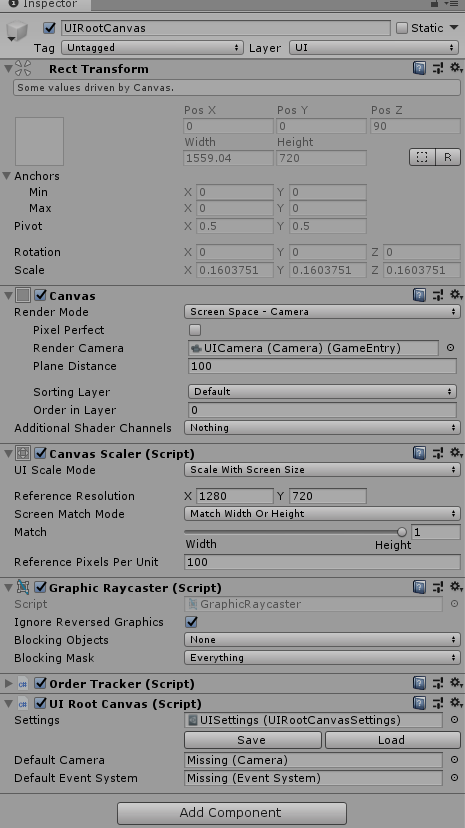 Inspector
UIRootCanvas Static
Tag Untagged Layer UI
Rect Transform
Some values driven by Canvas.
Pos X Pos Y Pos Z
0 0 90
Width Height
1559.04 720
R
Anchors
Min X 0 Y 0
Max X 0 Y 0
Pivot X 0.5 Y 0.5
Rotation X 0 Y 0 Z 0
Scale X 0.1603751 Y 0.1603751 Z 0.1603751
Canvas
Render Mode Screen Space - Camera
Pixel Perfect
Render Camera UICamera (Camera) (GameEntry)
Plane Distance 100
Sorting Layer Default
Order in Layer 0
Additional Shader Channels Nothing
Canvas Scaler (Script)
UI Scale Mode Scale With Screen Size
Reference Resolution X 1280 Y 720
Screen Match Mode Match Width Or Height
Match 1
Width Height
Reference Pixels Per Unit 100
Graphic Raycaster (Script)
Script GraphicRaycaster
Ignore Reversed Graphics
Blocking Objects None
Blocking Mask Everything
C# Order Tracker (Script)
C# UI Root Canvas (Script)
Settings UISettings (UIRootCanvasSettings)
Save Load
Default Camera Missing (Camera)
Default Event System Missing (Event System)
Add Component